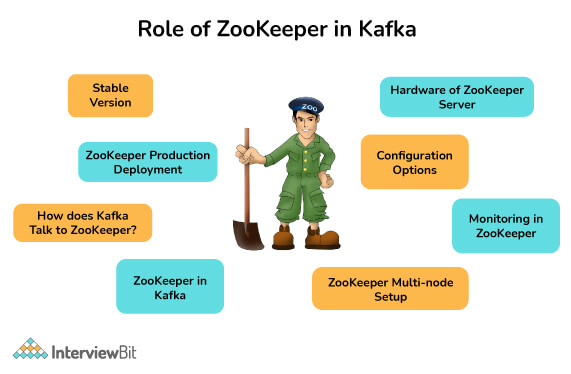 Role of ZooKeeper in Kafka
Stable
Version
Hardware of ZooKeeper
Server
ZOO
ZooKeeper Production
Deployment
Configuration
Options
How does Kafka
Talk to ZooKeeper?
Monitoring in
ZooKeeper
ZooKeeper in
Kafka
ZooKeeper Multi-node
Setup
InterviewBit